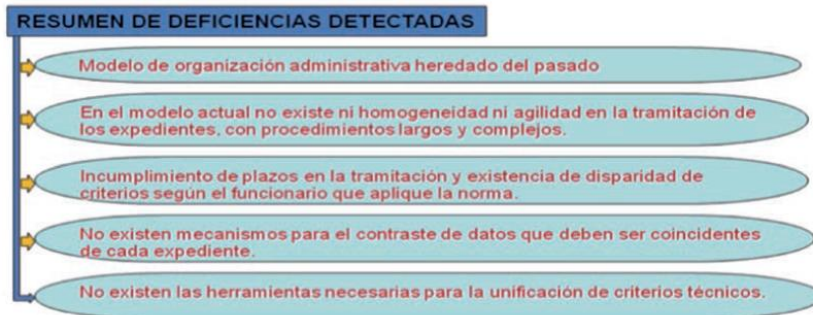 RESUMEN DE DEFICIENCIAS DETECTADAS
Modelo de organización administrativa heredado del pasado
En el modelo actual no existe ni homogeneidad ni agilidad en la tramitación de
los expedientes, con procedimientos largos y complejos.
Incumplimiento de plazos en la tramitación y existencia de disparidad de
criterios según el funcionario que aplique la norma.
No existen mecanismos para el contraste de datos que deben ser coincidentes
de cada expediente.
No existen las herramientas necesarias para la unificación de criterios técnicos.